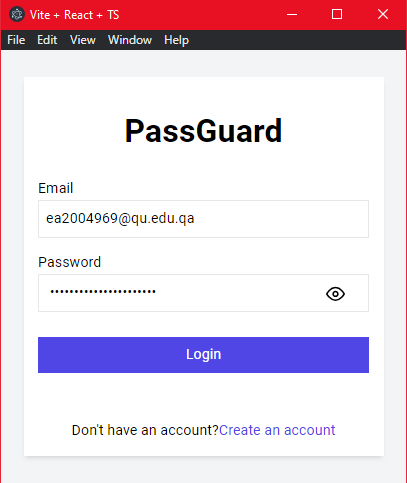 Vite + React + TS
File Edit View Window Help
PassGuard
Email
ea2004969@qu.edu.qa
Password
••••••••••••••••••••••
Login
Don't have an account?Create an account